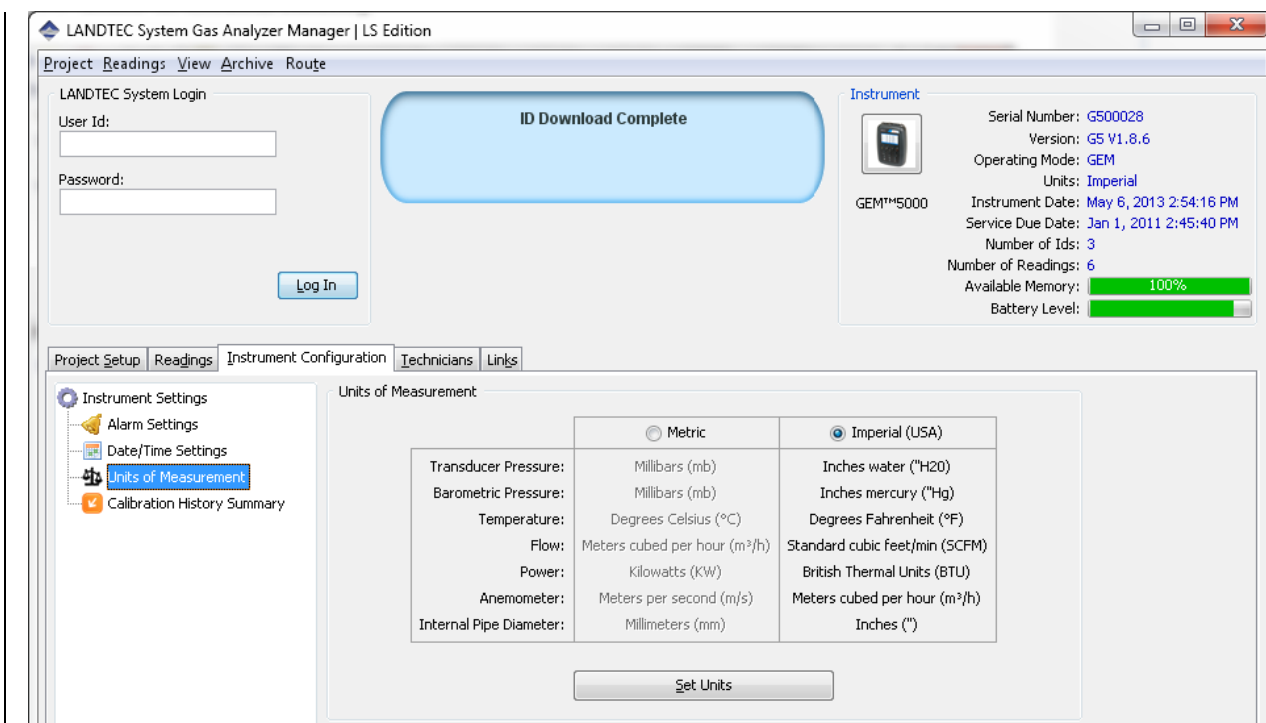 LANDTEC System Gas Analyzer Manager | LS Edition
Project Readings View Archive Route
LANDTEC System Login
User Id:
Password:
Log In
ID Download Complete
Instrument
GEM™5000
Serial Number: G500028
Version: G5 V1.8.6
Operating Mode: GEM
Units: Imperial
Instrument Date: May 6, 2013 2:54:16 PM
Service Due Date: Jan 1, 2011 2:45:40 PM
Number of Ids: 3
Number of Readings: 6
Available Memory: 100%
Battery Level:
Project Setup Readings Instrument Configuration Technicians Links
Instrument Settings
Alarm Settings
Date/Time Settings
Units of Measurement
Calibration History Summary
Units of Measurement
Metric Imperial (USA)
Transducer Pressure: Millibars (mb) Inches water ("H20)
Barometric Pressure: Millibars (mb) Inches mercury ("Hg)
Temperature: Degrees Celsius (°C) Degrees Fahrenheit (°F)
Flow: Meters cubed per hour (m³/h) Standard cubic feet/min (SCFM)
Power: Kilowatts (KW) British Thermal Units (BTU)
Anemometer: Meters per second (m/s) Meters cubed per hour (m³/h)
Internal Pipe Diameter: Millimeters (mm) Inches (")
Set Units